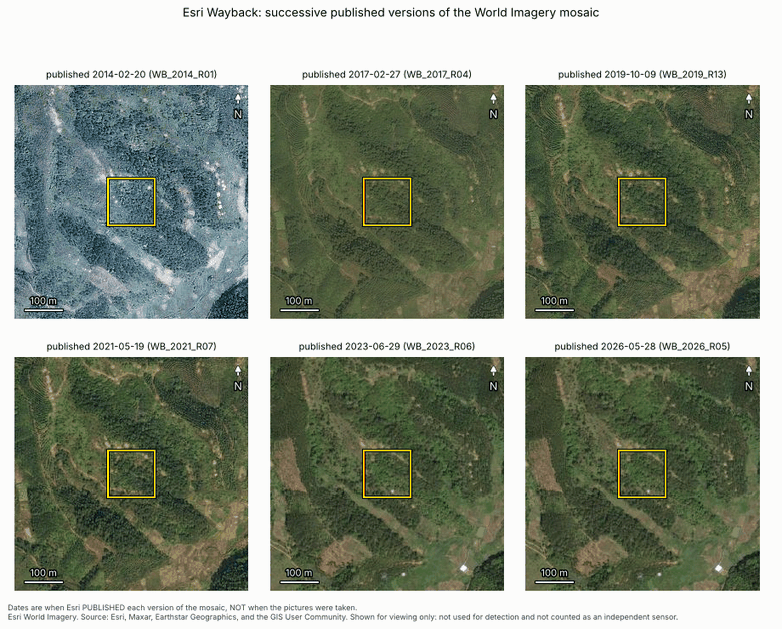 Esri Wayback: successive published versions of the World Imagery mosaic
published 2014-02-20 (WB_2014_R01)
published 2017-02-27 (WB_2017_R04)
published 2019-10-09 (WB_2019_R13)
N
N
N
100 m
100 m
100 m
published 2021-05-19 (WB_2021_R07)
published 2023-06-29 (WB_2023_R06)
published 2026-05-28 (WB_2026_R05)
N
N
N
100 m
100 m
100 m
Dates are when Esri PUBLISHED each version of the mosaic, NOT when the pictures were taken.
Esri World Imagery. Source: Esri, Maxar, Earthstar Geographics, and the GIS User Community. Shown for viewing only: not used for detection and not counted as an independent sensor.